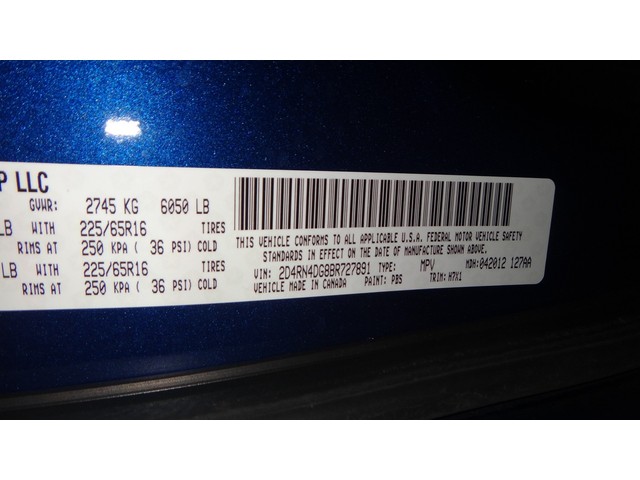 P LLC
GVWR: 2745 KG 6050 LB
LB WITH 225/65R16 TIRES
RIMS AT 250 KPA ( 36 PSI) COLD
LB WITH 225/65R16 TIRES
RIMS AT 250 KPA ( 36 PSI) COLD
THIS VEHICLE CONFORMS TO ALL APPLICABLE U.S.A. FEDERAL MOTOR VEHICLE SAFETY
STANDARDS IN EFFECT ON THE DATE OF MANUFACTURE SHOWN ABOVE.
VIN: 2D4RN4DG8BR727891 MPV MDH: 042012 127AA
VEHICLE MADE IN CANADA PAINT: PBS TRIM: H7X1